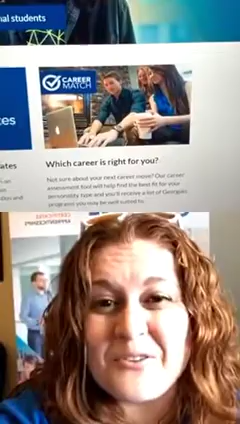 ial students
CAREER
MATCH
es
ates
Which career is right for you?
Not sure about your next career move? Our career
assessment tool will help find the best fit for your
personality type and you'll receive a list of Georgian
programs you may be well suited to.